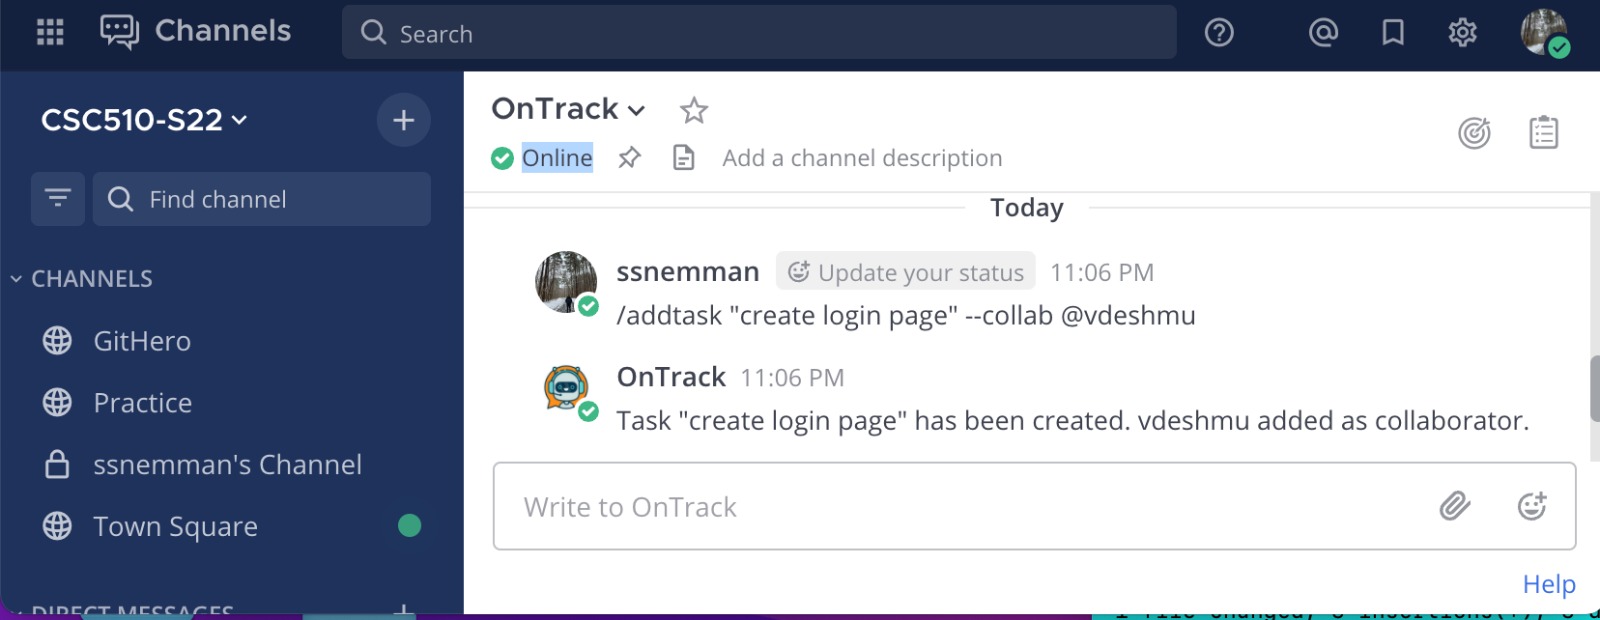 Channels
Search
CSC510-S22
Find channel
CHANNELS
GitHero
Practice
ssnemman's Channel
Town Square
DIRECT MESSAGES
OnTrack
Online
Add a channel description
Today
ssnemman Update your status 11:06 PM
/addtask "create login page" --collab @vdeshmu
OnTrack 11:06 PM
Task "create login page" has been created. vdeshmu added as collaborator.
Write to OnTrack
Help